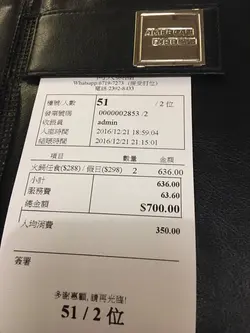 AMERICAN
EXPRESS
Whatsapp:6719-7273 (接受訂位)
電話 2392-8433
檯號/人數 51 / 2 位
發票號碼 0000002853 /2
收銀員 admin
入座時間 2016/12/21 18:59:04
結賬時間 2016/12/21 21:15:01
項目 數量 金額
火鍋任食($288) / 假日($298) 2 636.00
小計 636.00
服務費 63.60
總金額 $700.00
人均消費 350.00
簽署
多謝惠顧,請再光臨!
51 / 2 位